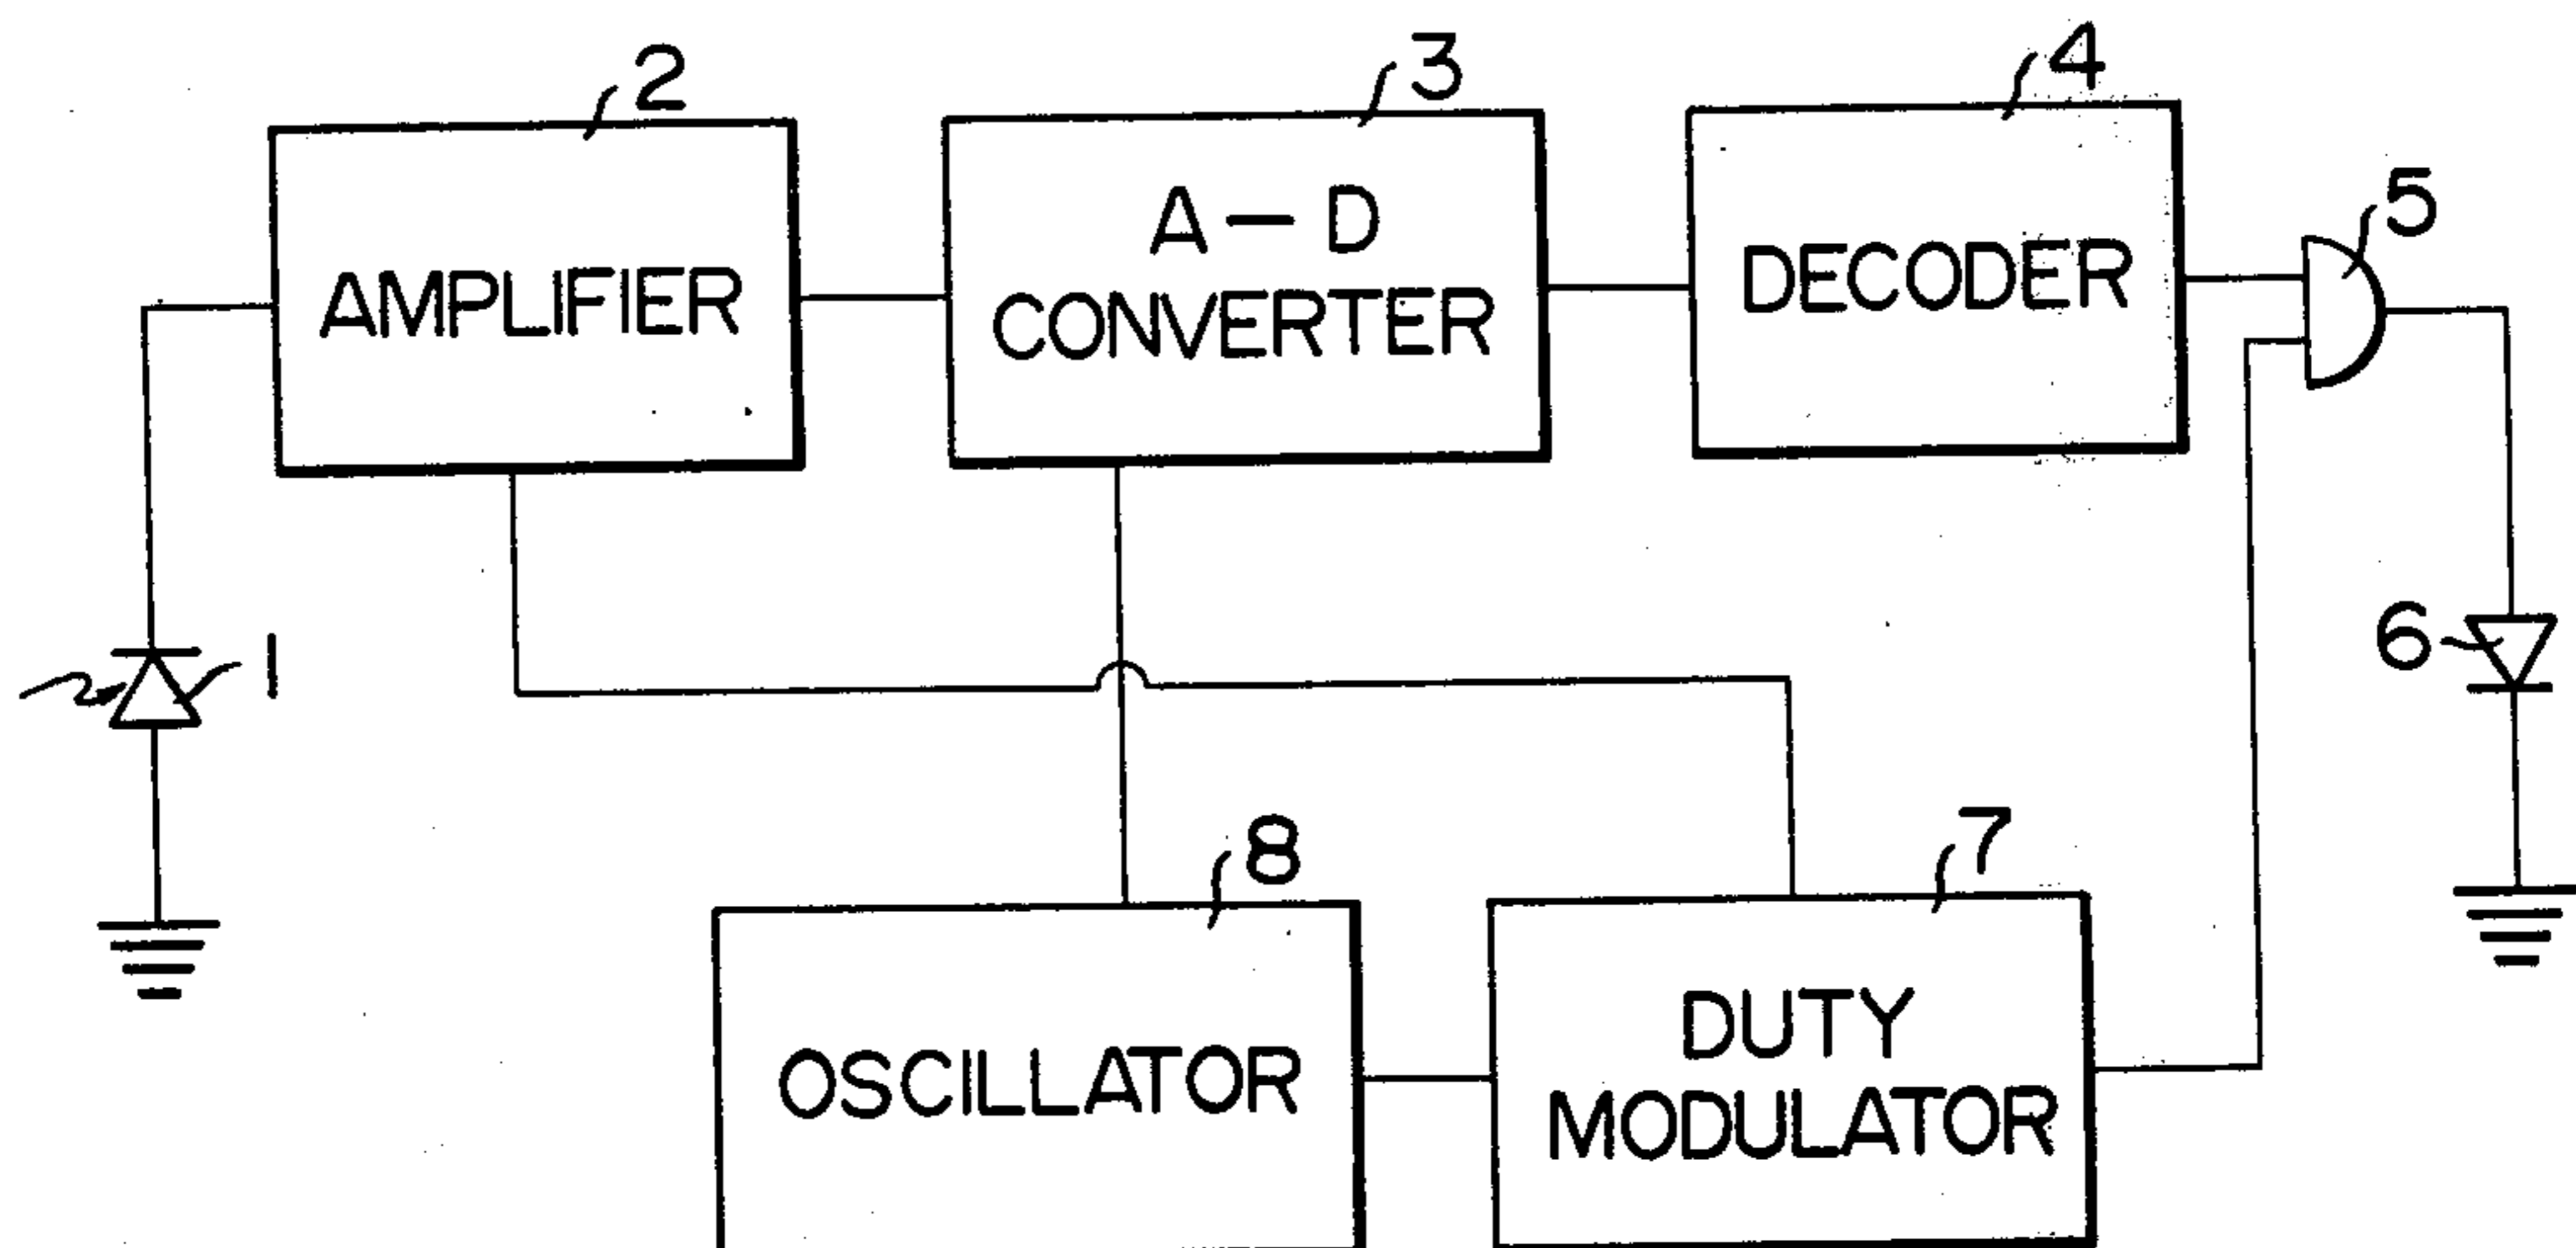 2
3
4
AMPLIFIER
A-D
CONVERTER
DECODER
5
1
6
8
7
OSCILLATOR
DUTY
MODULATOR